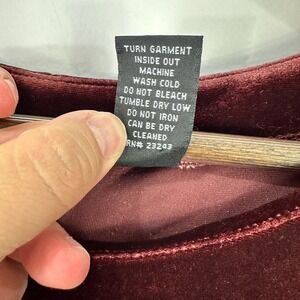 TURN GARMENT
INSIDE OUT
MACHINE
WASH COLD
DO NOT BLEACH
TUMBLE DRY LOW
DO NOT IRON
CAN BE DRY
CLEANED
RN# 23243